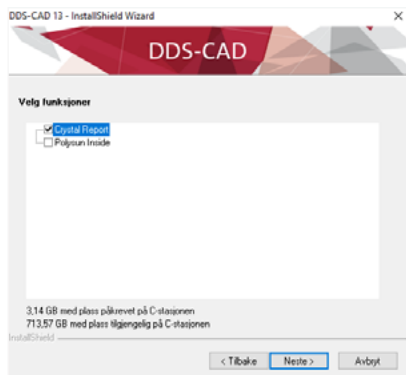 DDS-CAD 13 - InstallShield Wizard
DDS-CAD
Velg funksjoner
Crystal Report
Polysun Inside
3,14 GB med plass påkrevet på C-stasjonen
713,57 GB med plass tilgjengelig på C-stasjonen
InstallShield
< Tilbake
Neste >
Avbryt